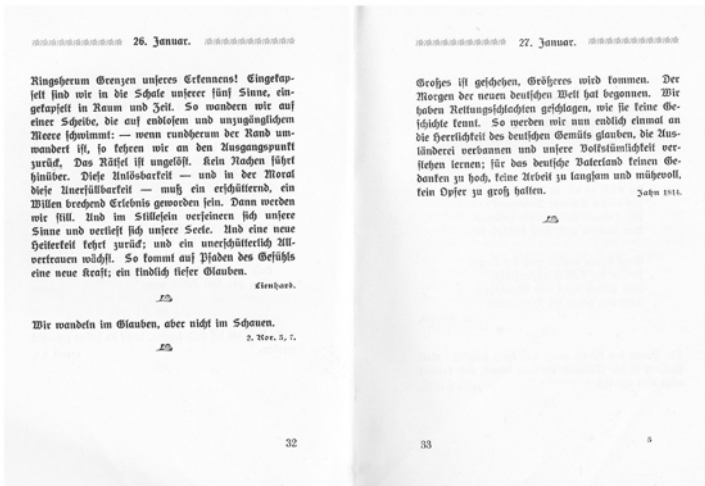 26. Januar.
Ringsherum Grenzen unseres Erkennens! Eingekap-
selt sind wir in die Schale unserer fünf Sinne, ein-
gekapselt in Raum und Zeit. So wandern wir auf
einer Scheibe, die auf endlosem und unzugänglichem
Meere schwimmt: — wenn rundherum der Rand um-
wandert ist, so kehren wir an den Ausgangspunkt
zurück. Das Rätsel ist ungelöst. Kein Nachen führt
hinüber. Diese Unlösbarkeit — und in der Moral
diese Unerfüllbarkeit — muß ein erschütternd, ein
Willen brechend Erlebnis geworden sein. Dann werden
wir still. Und im Stillesein verfeinern sich unsere
Sinne und vertieft sich unsere Seele. Und eine neue
Heiterkeit kehrt zurück; und ein unerschütterlich All-
vertrauen wächst. So kommt auf Pfaden des Gefühls
eine neue Kraft; ein kindlich tiefer Glauben.
Lienhard.
Wir wandeln im Glauben, aber nicht im Schauen.
2. Kor. 5, 7.
32
27. Januar.
Großes ist geschehen, Größeres wird kommen. Der
Morgen der neuen deutschen Welt hat begonnen. Wir
haben Rettungsschlachten geschlagen, wie sie keine Ge-
schichte kennt. So werden wir nun endlich einmal an
die Herrlichkeit des deutschen Gemüts glauben, die Aus-
länderei verbannen und unsere Volkstümlichkeit ver-
stehen lernen; für das deutsche Vaterland keinen Ge-
danken zu hoch, keine Arbeit zu langsam und mühevoll,
kein Opfer zu groß halten.
Jahn 1814.
33
5